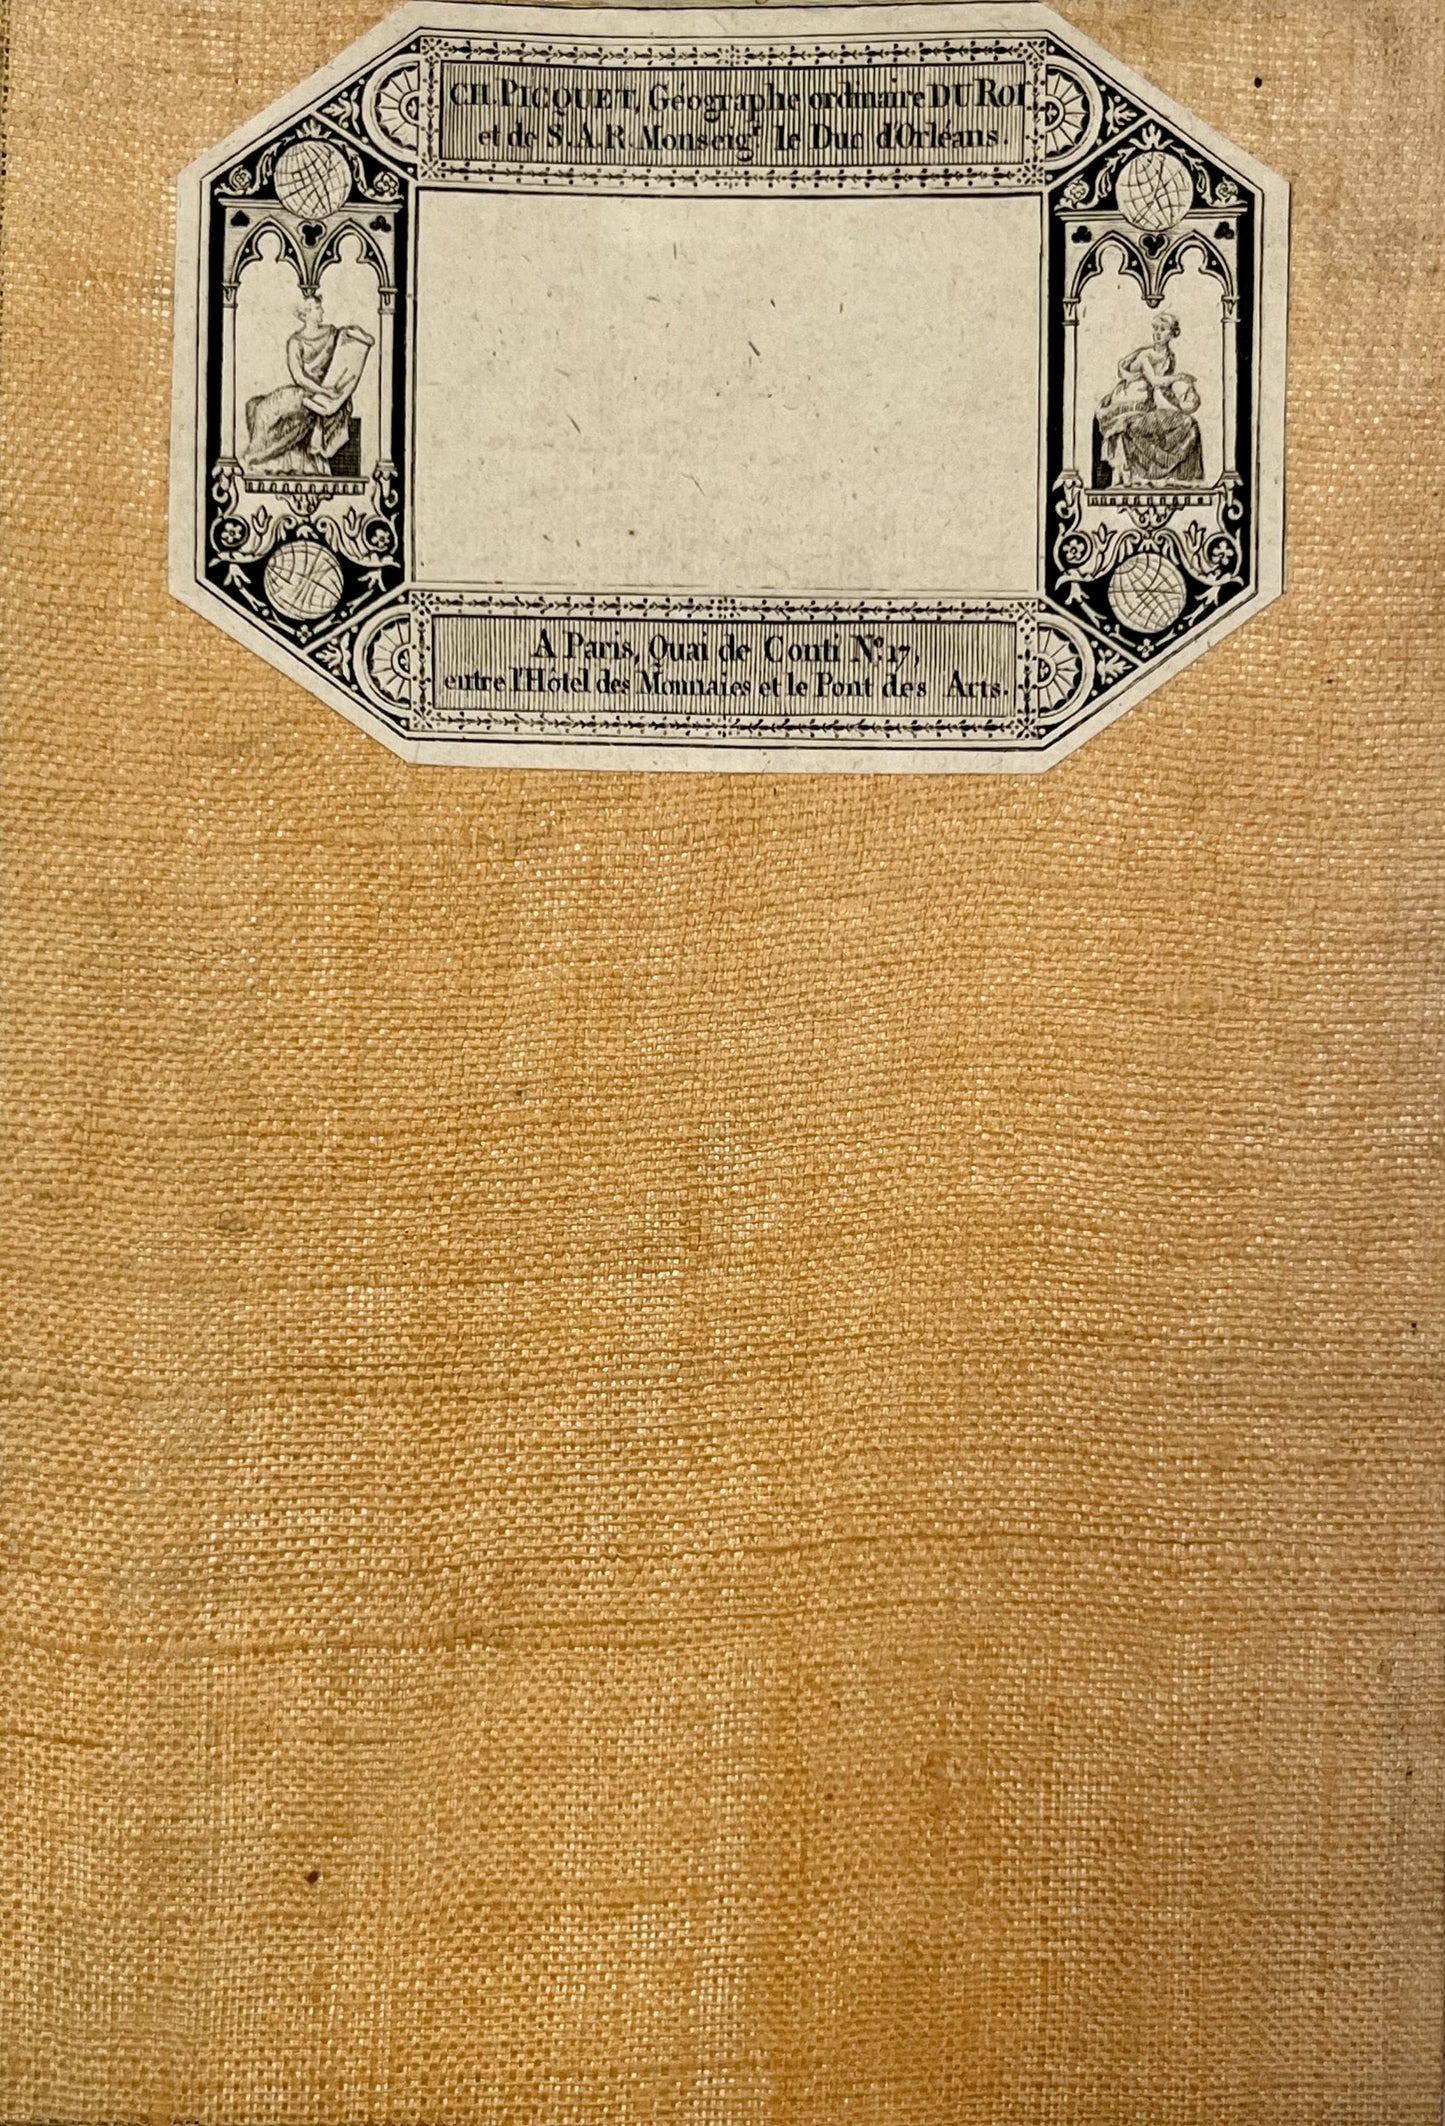 CH. PICQUET, Géographe ordinaire DU ROI
et de S.A.R. Monseigr. le Duc d'Orléans.
A Paris, Quai de Conti No. 17,
entre l'Hôtel des Monnaies et le Pont des Arts.